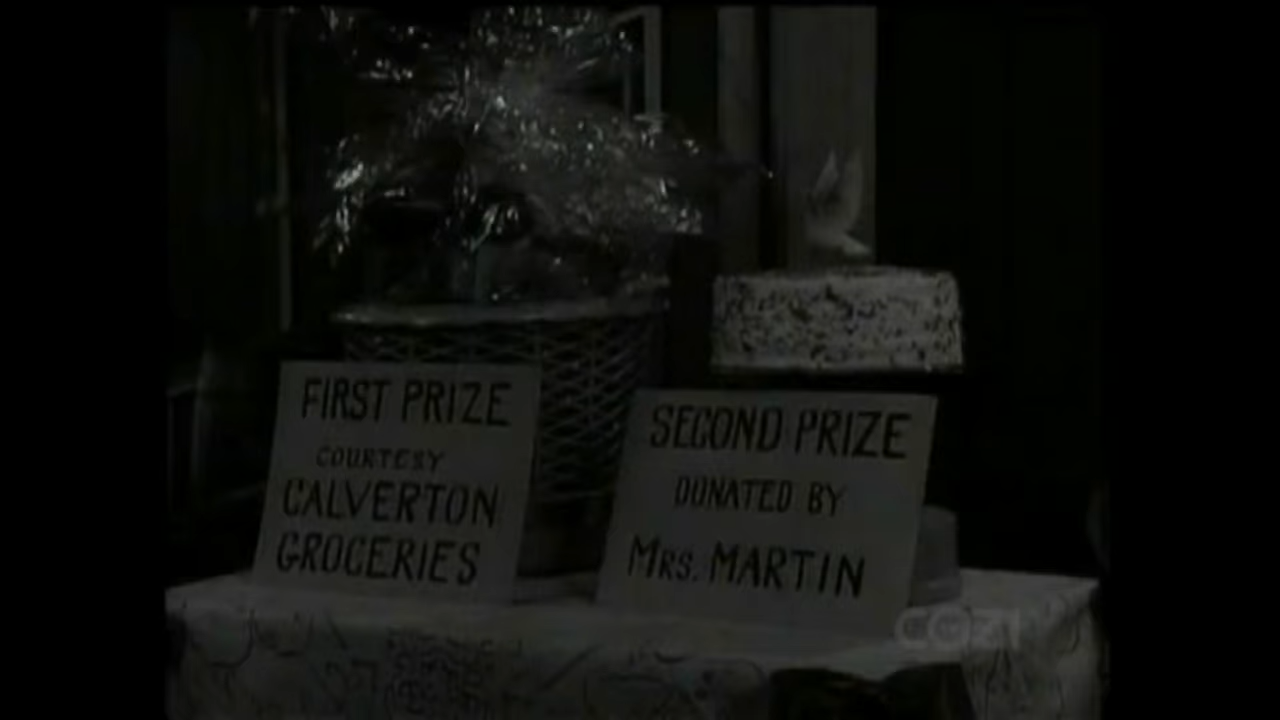 FIRST PRIZE
COURTESY
CALVERTON
GROCERIES
SECOND PRIZE
DONATED BY
MRS. MARTIN
COZI